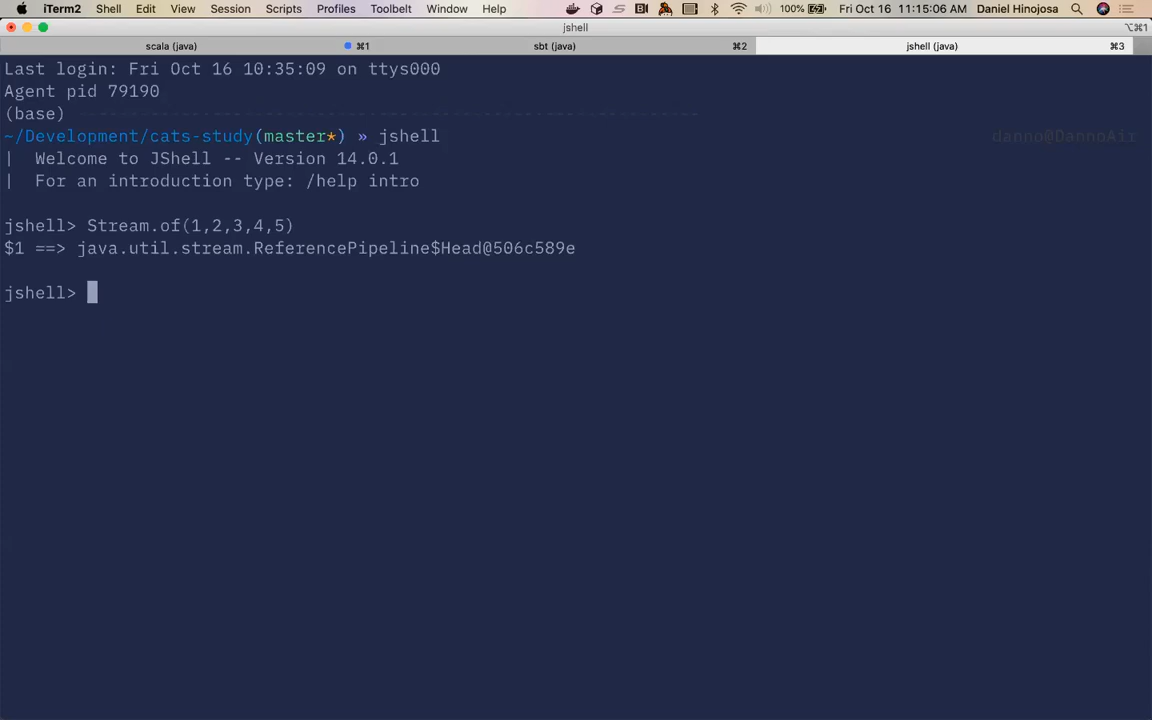 iTerm2 Shell Edit View Session Scripts Profiles Toolbelt Window Help 100% Fri Oct 16 11:15:06 AM Daniel Hinojosa
jshell ⌥⌘1
scala (java) ⌘1 sbt (java) ⌘2 jshell (java) ⌘3
Last login: Fri Oct 16 10:35:09 on ttys000
Agent pid 79190
(base) --------------------------------------------------------------------
~/Development/cats-study(master*) » jshell danno@DannoAir
|  Welcome to JShell -- Version 14.0.1
|  For an introduction type: /help intro
jshell> Stream.of(1,2,3,4,5)
$1 ==> java.util.stream.ReferencePipeline$Head@506c589e
jshell>